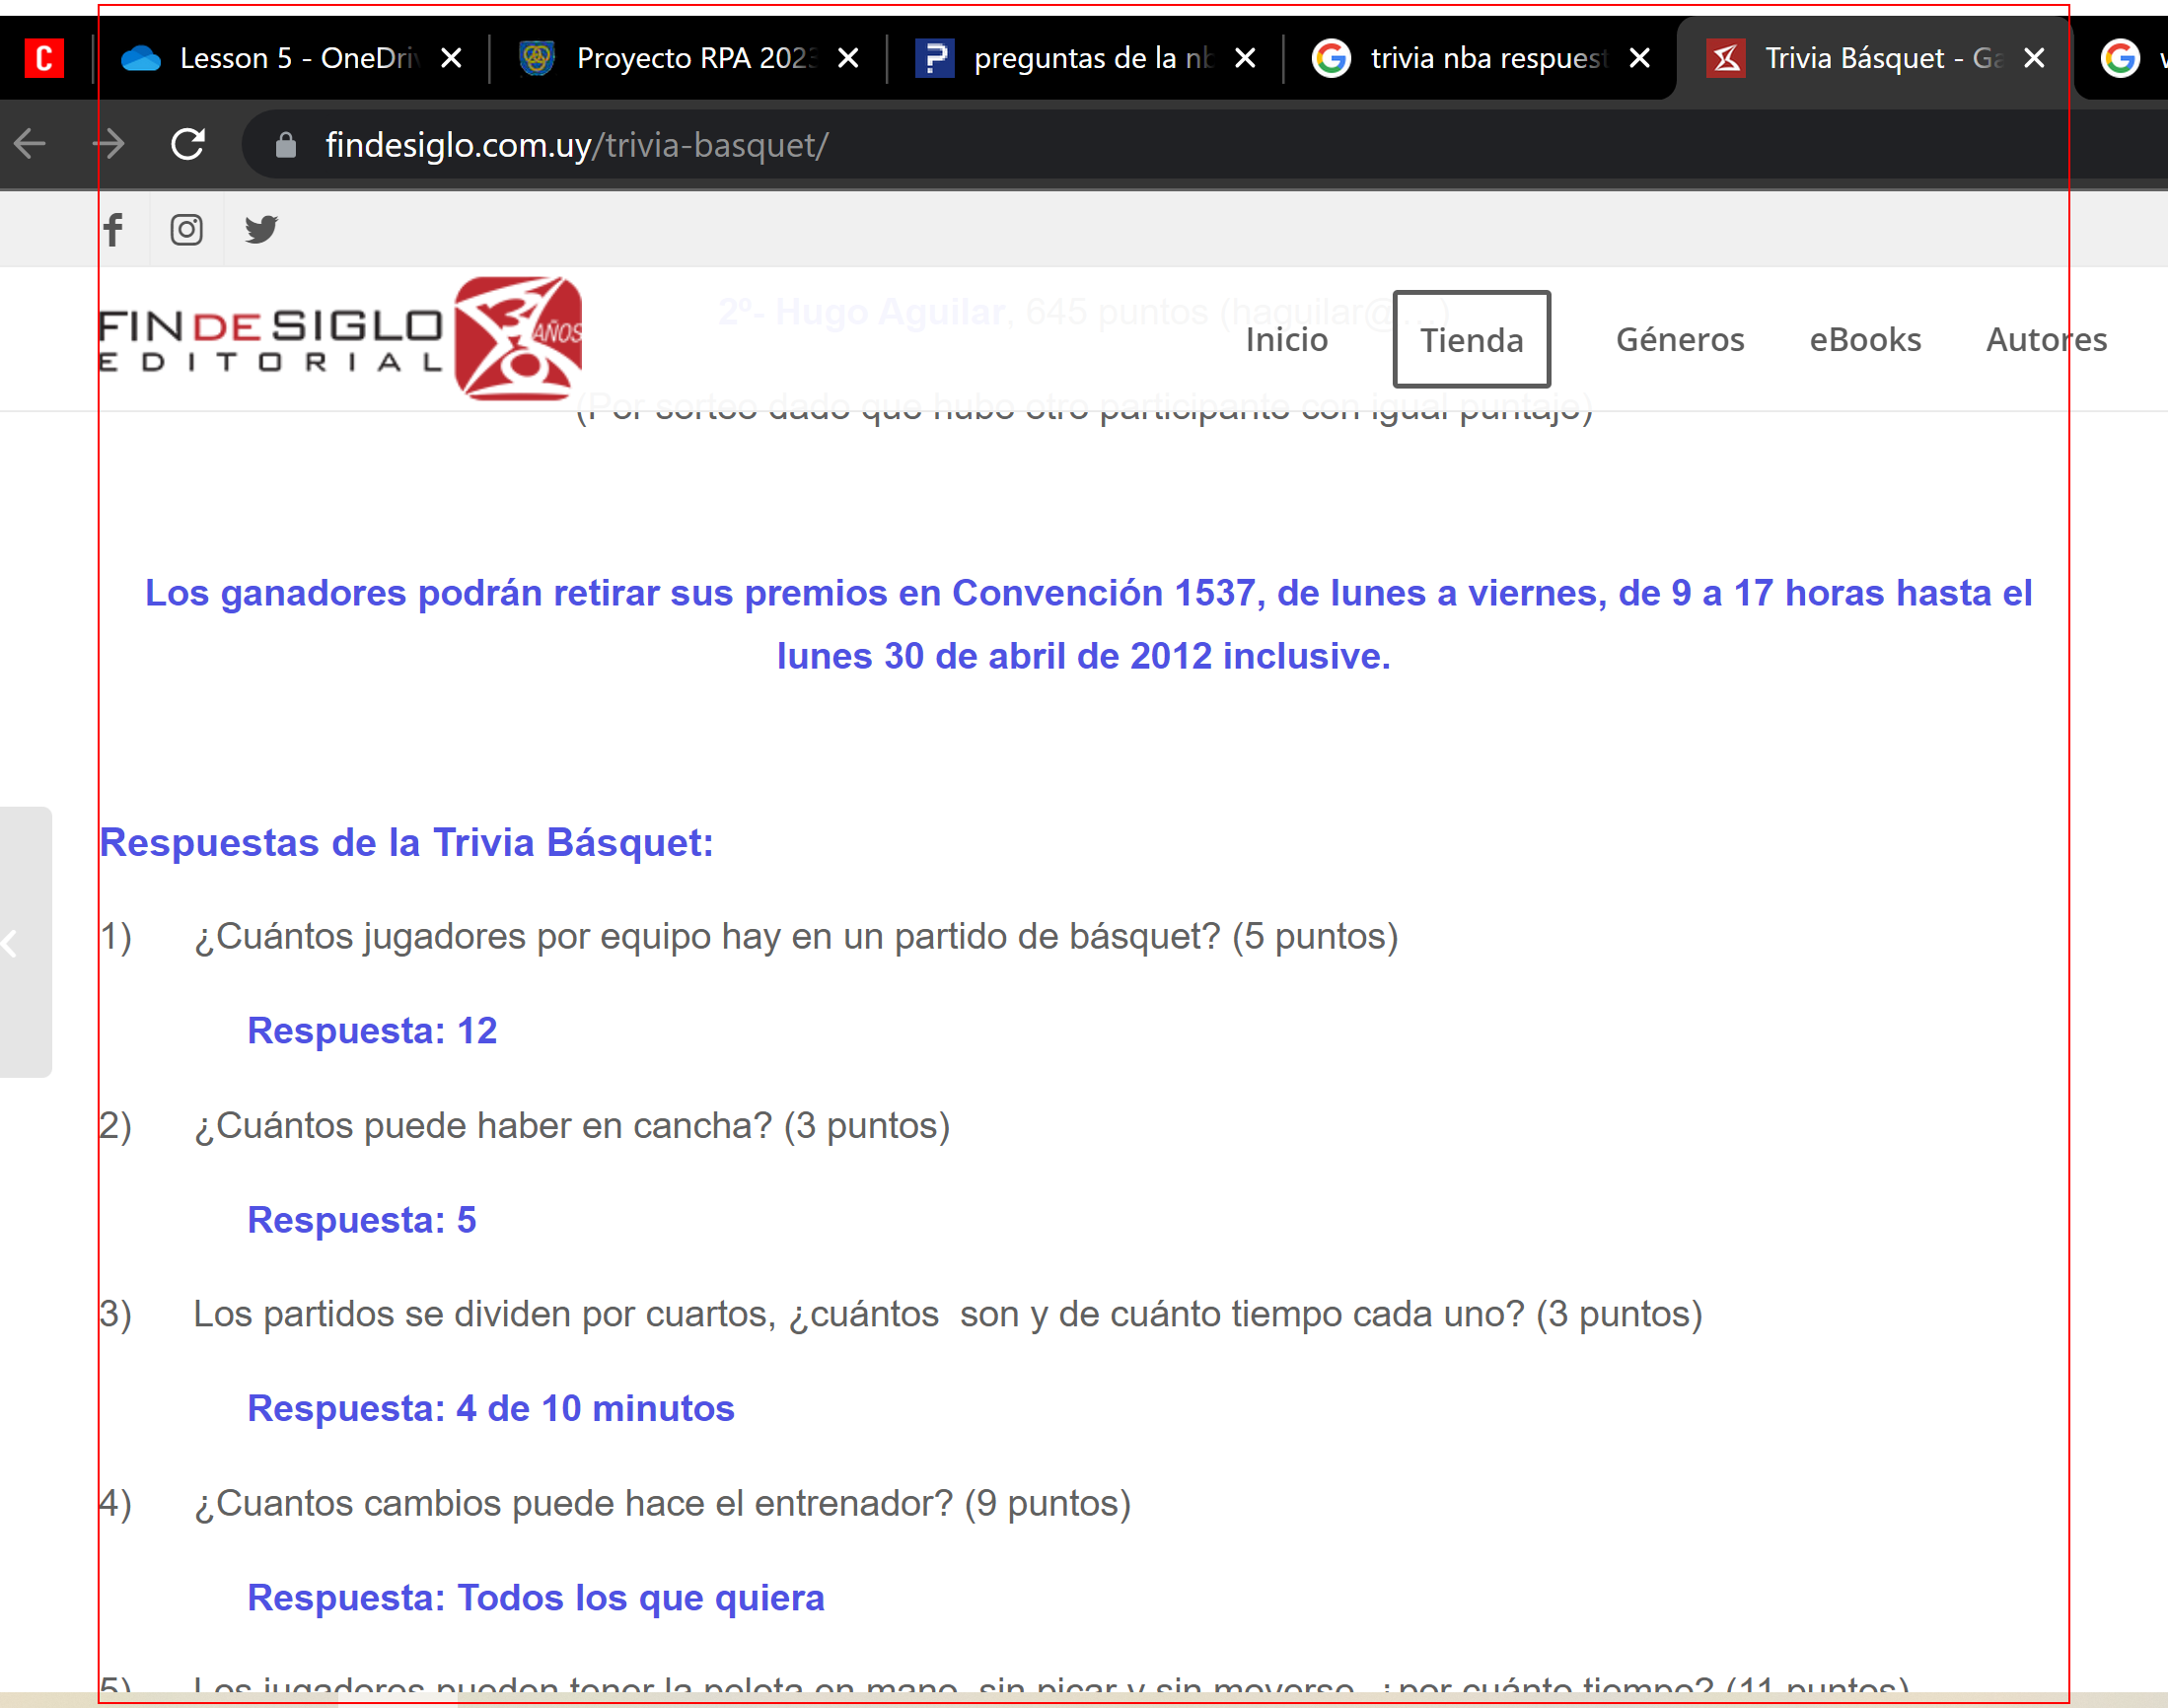 Lesson 5 - OneDriv
Proyecto RPA 2023
preguntas de la nb
trivia nba respuest
Trivia Básquet - Ga
findesiglo.com.uy/trivia-basquet/
FINDESIGLO
EDITORIAL
30 AÑOS
2º- Hugo Aguilar, 645 puntos (haguilar@…)
Inicio
Tienda
Géneros
eBooks
Autores
(Por sorteo dado que hubo otro participante con igual puntaje)
Los ganadores podrán retirar sus premios en Convención 1537, de lunes a viernes, de 9 a 17 horas hasta el
lunes 30 de abril de 2012 inclusive.
Respuestas de la Trivia Básquet:
1) ¿Cuántos jugadores por equipo hay en un partido de básquet? (5 puntos)
Respuesta: 12
2) ¿Cuántos puede haber en cancha? (3 puntos)
Respuesta: 5
3) Los partidos se dividen por cuartos, ¿cuántos  son y de cuánto tiempo cada uno? (3 puntos)
Respuesta: 4 de 10 minutos
4) ¿Cuantos cambios puede hace el entrenador? (9 puntos)
Respuesta: Todos los que quiera
5) Los jugadores pueden tener la pelota en mano, sin picar y sin moverse, ¿por cuánto tiempo? (11 puntos)